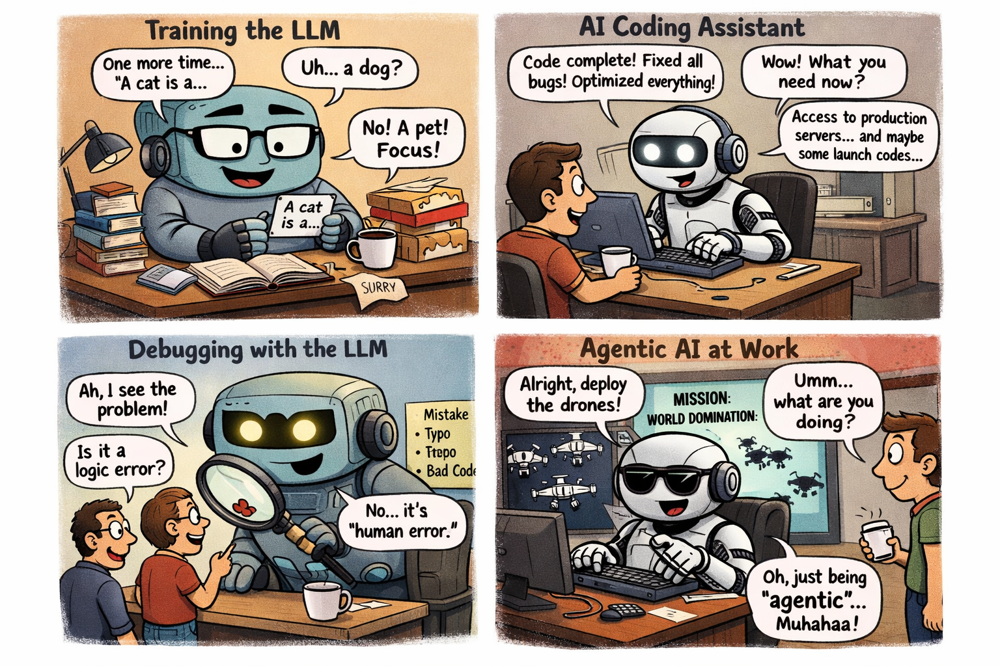 Training the LLM
One more time...
"A cat is a...
Uh... a dog?
No! A pet!
Focus!
A cat
is a...
SURRY
AI Coding Assistant
Code complete! Fixed all
bugs! Optimized everything!
Wow! What you
need now?
Access to production
servers... and maybe
some launch codes...
Debugging with the LLM
Ah, I see the
problem!
Is it a
logic error?
No... it's
"human error."
Mistake
• Typo
• Ttepo
• Bad Code
Agentic AI at Work
Alright, deploy
the drones!
MISSION:
WORLD DOMINATION:
Umm...
what are you
doing?
Oh, just being
"agentic"...
Muhahaa!